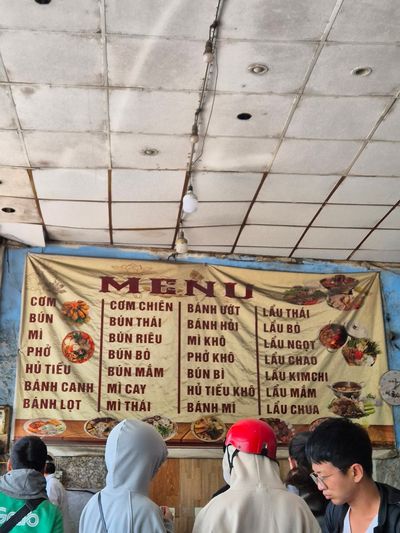 MENU
CƠM
BÚN
MÌ
PHỞ
HỦ TIẾU
BÁNH CANH
BÁNH LỌT
CƠM CHIÊN
BÚN THÁI
BÚN RIÊU
BÚN BÒ
BÚN MẮM
MÌ CAY
MÌ THÁI
BÁNH ƯỚT
BÁNH HỎI
MÌ KHÔ
PHỞ KHÔ
BÚN BÌ
HỦ TIẾU KHÔ
BÁNH MÌ
LẨU THÁI
LẨU BÒ
LẨU NGỌT
LẨU CHAO
LẨU KIMCHI
LẨU MẮM
LẨU CHUA